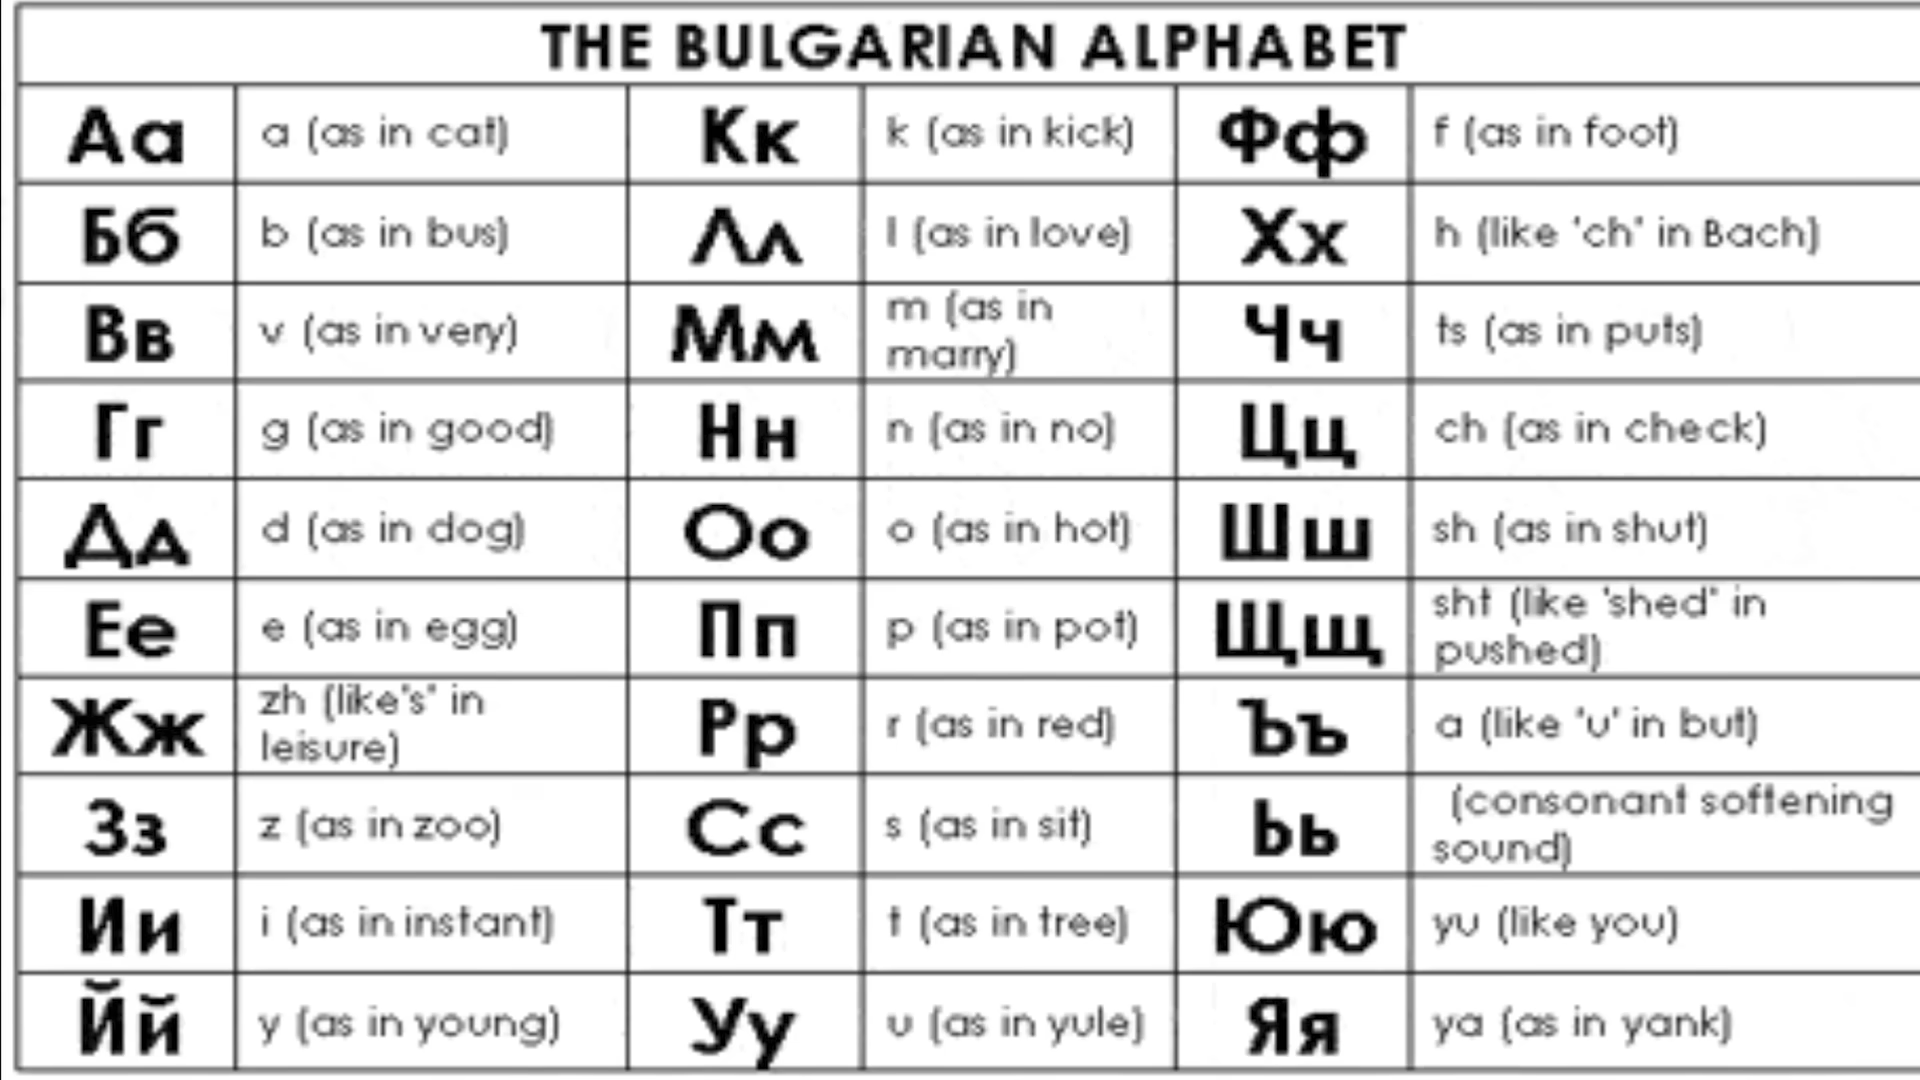 THE BULGARIAN ALPHABET
Аа a (as in cat) Кк k (as in kick) Фф f (as in foot)
Бб b (as in bus) Лл l (as in love) Хх h (like 'ch' in Bach)
Вв v (as in very) Мм m (as in
marry) Чч ts (as in puts)
Гг g (as in good) Нн n (as in no) Цц ch (as in check)
Дд d (as in dog) Оо o (as in hot) Шш sh (as in shut)
Ее e (as in egg) Пп p (as in pot) Щщ sht (like 'shed' in
pushed)
Жж zh (like's' in
leisure) Рр r (as in red) Ъъ a (like 'u' in but)
Зз z (as in zoo) Сс s (as in sit) Ьь (consonant softening
sound)
Ии i (as in instant) Тт t (as in tree) Юю yu (like you)
Йй y (as in young) Уу u (as in yule) Яя ya (as in yank)